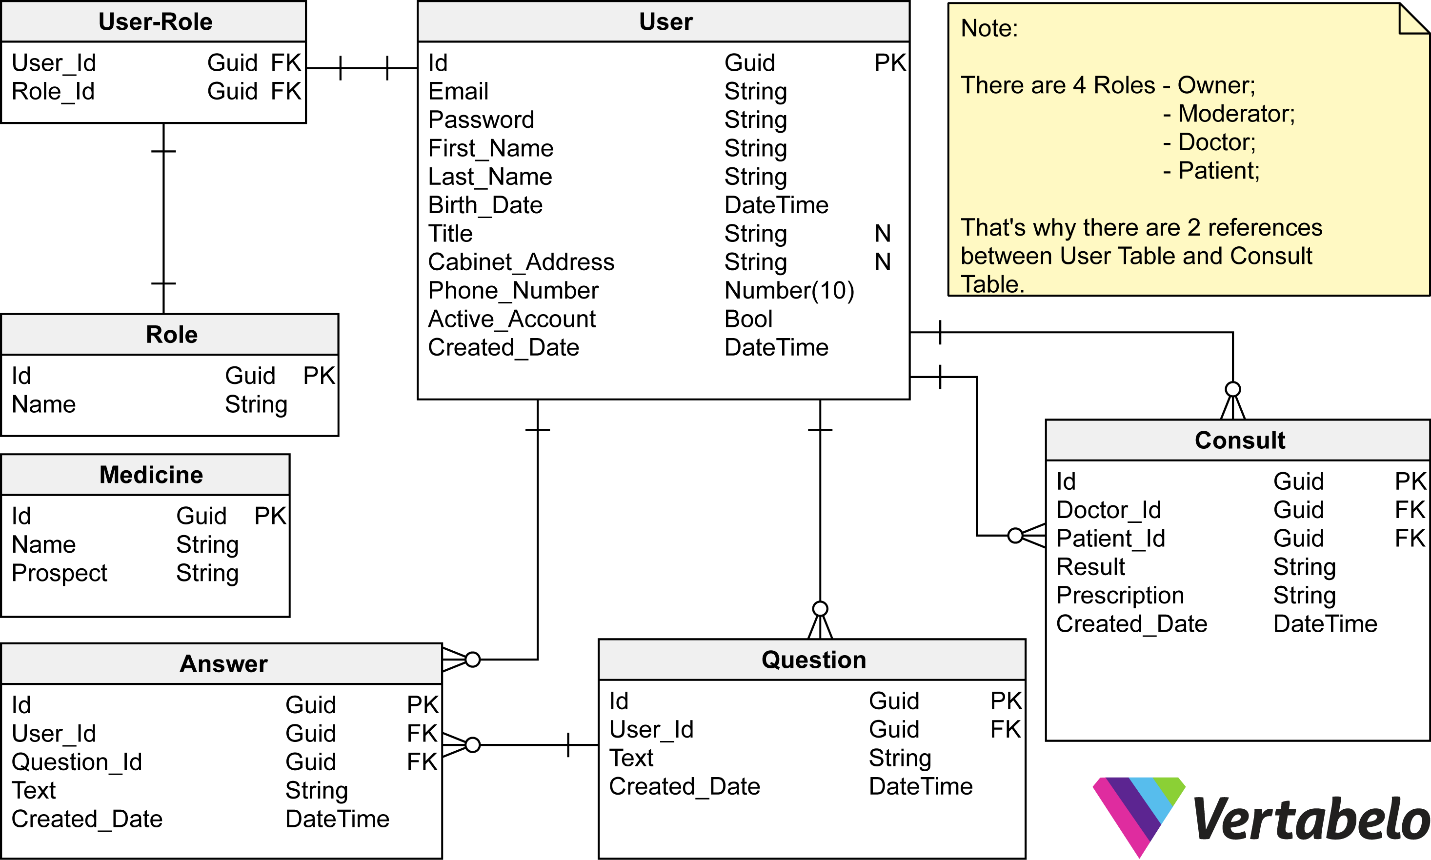 User-Role
User_Id Guid FK
Role_Id Guid FK
User
Id Guid PK
Email String
Password String
First_Name String
Last_Name String
Birth_Date DateTime
Title String N
Cabinet_Address String N
Phone_Number Number(10)
Active_Account Bool
Created_Date DateTime
Note:
There are 4 Roles - Owner;
- Moderator;
- Doctor;
- Patient;
That's why there are 2 references
between User Table and Consult
Table.
Role
Id Guid PK
Name String
Medicine
Id Guid PK
Name String
Prospect String
Consult
Id Guid PK
Doctor_Id Guid FK
Patient_Id Guid FK
Result String
Prescription String
Created_Date DateTime
Answer
Id Guid PK
User_Id Guid FK
Question_Id Guid FK
Text String
Created_Date DateTime
Question
Id Guid PK
User_Id Guid FK
Text String
Created_Date DateTime
Vertabelo